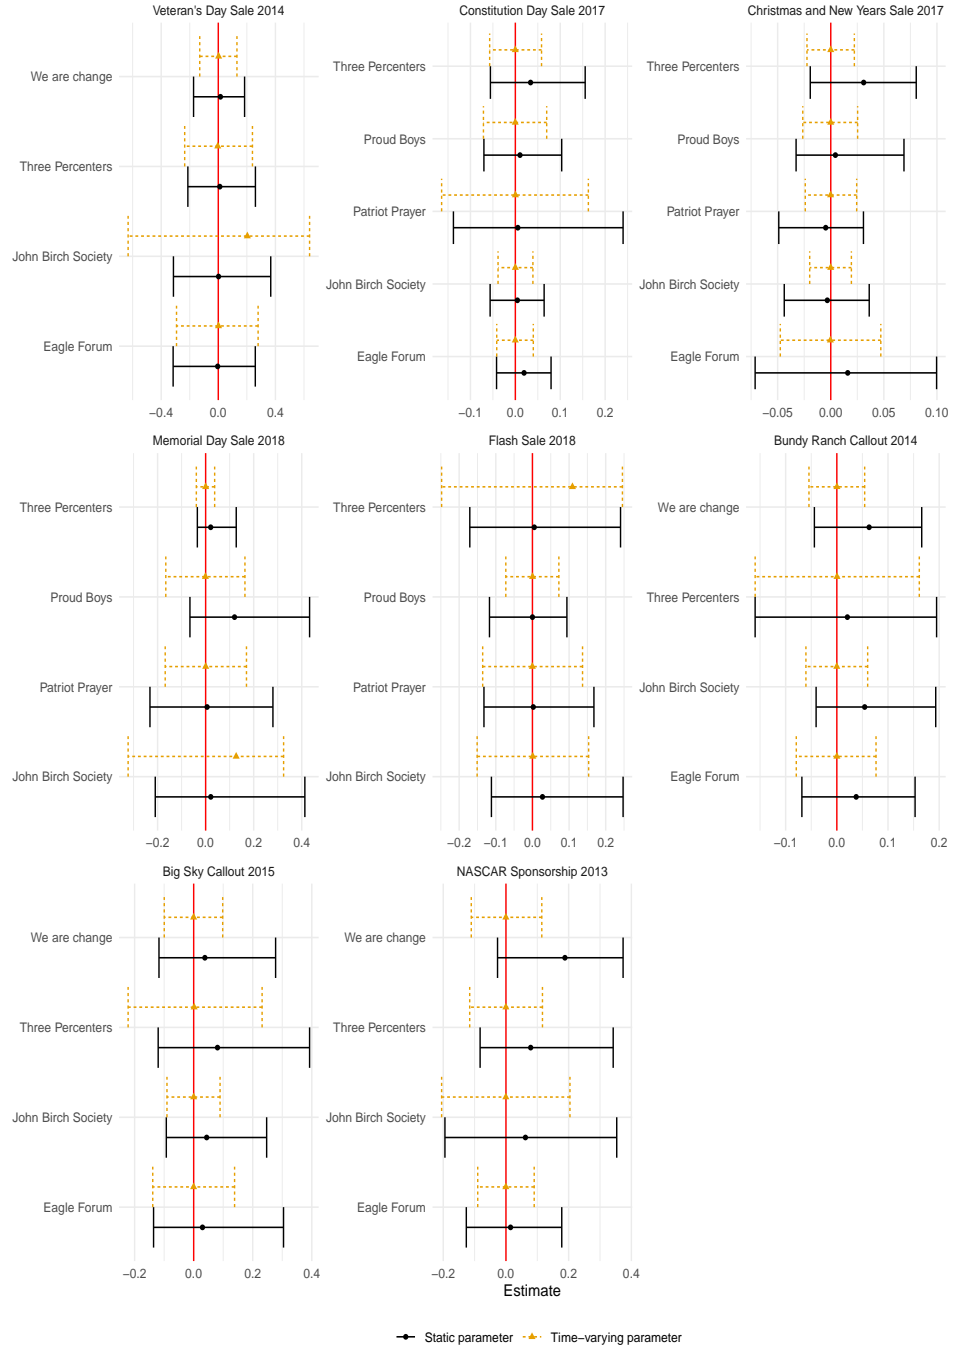 Veteran's Day Sale 2014
We are change
Three Percenters
John Birch Society
Eagle Forum
−0.4 0.0 0.4
Constitution Day Sale 2017
Three Percenters
Proud Boys
Patriot Prayer
John Birch Society
Eagle Forum
−0.1 0.0 0.1 0.2
Christmas and New Years Sale 2017
Three Percenters
Proud Boys
Patriot Prayer
John Birch Society
Eagle Forum
−0.05 0.00 0.05 0.10
Memorial Day Sale 2018
Three Percenters
Proud Boys
Patriot Prayer
John Birch Society
−0.2 0.0 0.2 0.4
Flash Sale 2018
Three Percenters
Proud Boys
Patriot Prayer
John Birch Society
−0.2 −0.1 0.0 0.1 0.2
Bundy Ranch Callout 2014
We are change
Three Percenters
John Birch Society
Eagle Forum
−0.1 0.0 0.1 0.2
Big Sky Callout 2015
We are change
Three Percenters
John Birch Society
Eagle Forum
−0.2 0.0 0.2 0.4
NASCAR Sponsorship 2013
We are change
Three Percenters
John Birch Society
Eagle Forum
−0.2 0.0 0.2 0.4
Estimate
Static parameter Time−varying parameter